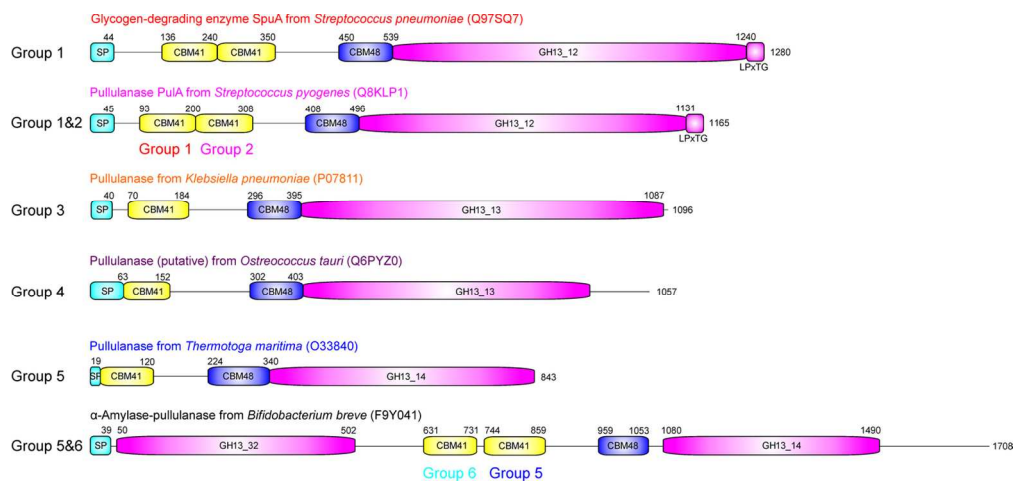 Glycogen-degrading enzyme SpuA from Streptococcus pneumoniae (Q97SQ7)
44 136 240 350 450 539 1240
Group 1 SP CBM41 CBM41 CBM48 GH13_12 1280
LPxTG
Pullulanase PulA from Streptococcus pyogenes (Q8KLP1)
45 93 200 308 408 490 1131
Group 1&2 SP CBM41 CBM41 CBM48 GH13_12 1165
LPxTG
Group 1 Group 2
Pullulanase from Klebsiella pneumoniae (P07811)
40 70 184 296 395 1087
Group 3 SP CBM41 CBM48 GH13_13 1096
Pullulanase (putative) from Ostreococcus tauri (Q6PYZ0)
63 152 302 403
Group 4 SP CBM41 CBM48 GH13_13 1057
Pullulanase from Thermotoga maritima (O33840)
19 120 224 340
Group 5 SP CBM41 CBM48 GH13_14 843
α-Amylase-pullulanase from Bifidobacterium breve (F9Y041)
39 50 502 631 731 744 859 959 1053 1080 1490
Group 5&6 SP GH13_32 CBM41 CBM41 CBM48 GH13_14 1708
Group 6 Group 5